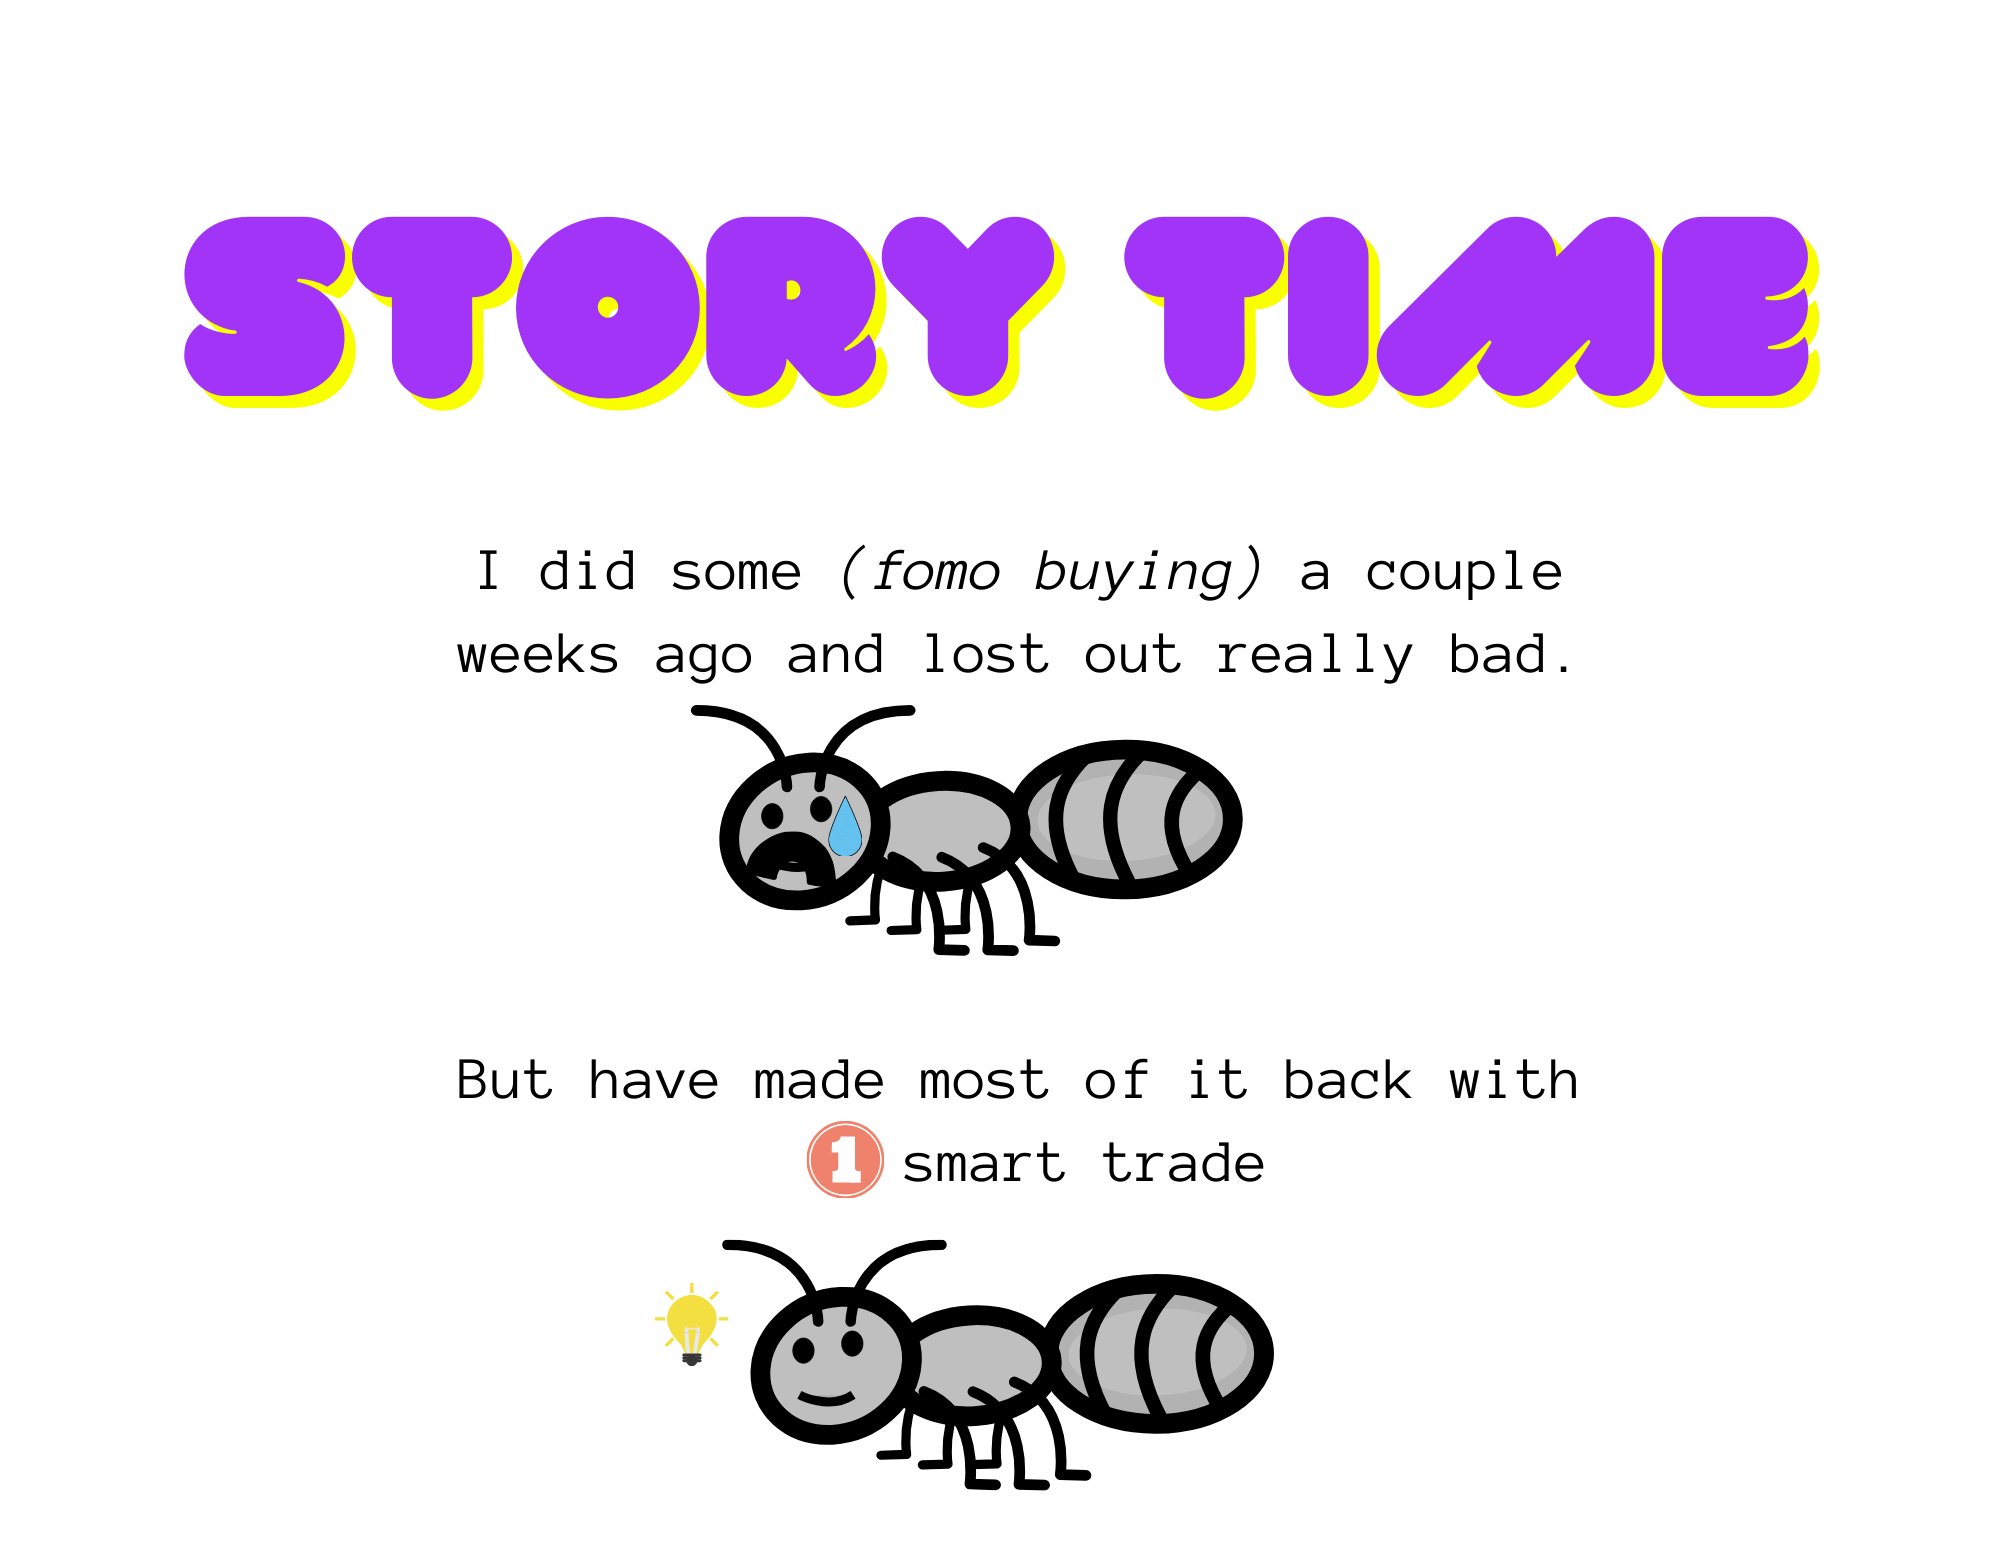 STORY TIME
I did some (fomo buying) a couple
weeks ago and lost out really bad.
But have made most of it back with
1 smart trade